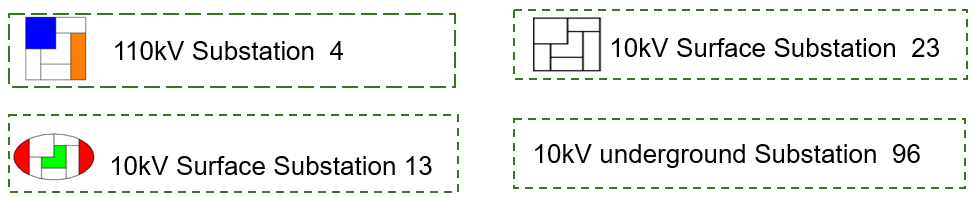 110kV Substation  4
10kV Surface Substation  23
10kV Surface Substation 13
10kV underground Substation  96